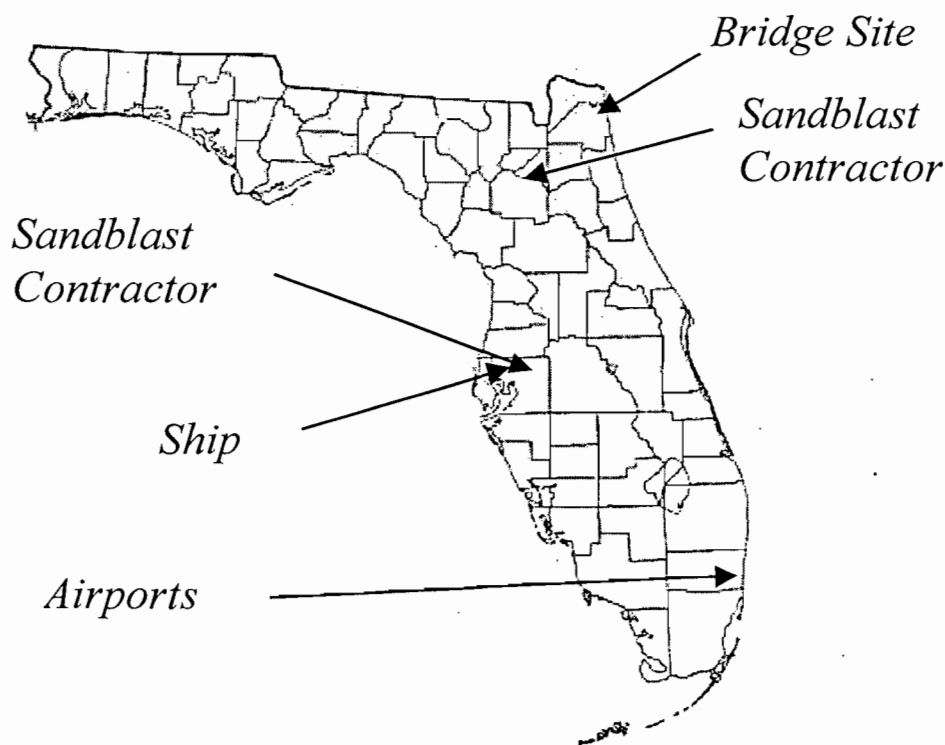 Bridge Site
Sandblast
Contractor
Sandblast
Contractor
Ship
Airports